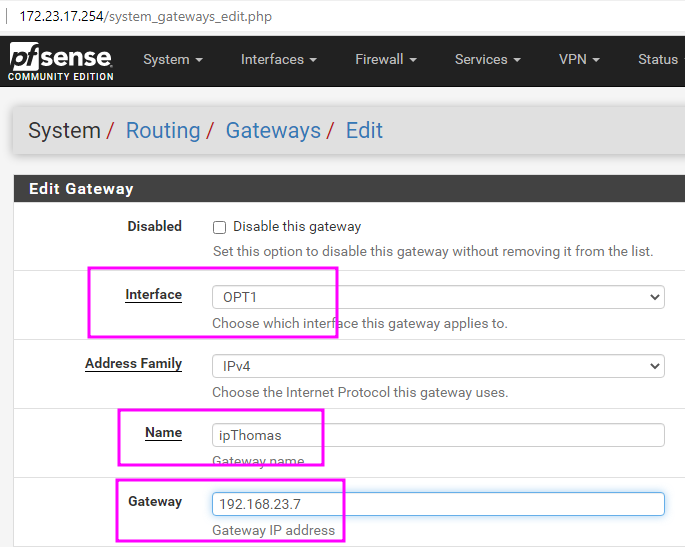 172.23.17.254/system_gateways_edit.php
pfsense
COMMUNITY EDITION
System Interfaces Firewall Services VPN Status
System / Routing / Gateways / Edit
Edit Gateway
Disabled Disable this gateway
Set this option to disable this gateway without removing it from the list.
Interface OPT1
Choose which interface this gateway applies to.
Address Family IPv4
Choose the Internet Protocol this gateway uses.
Name ipThomas
Gateway name
Gateway 192.168.23.7
Gateway IP address